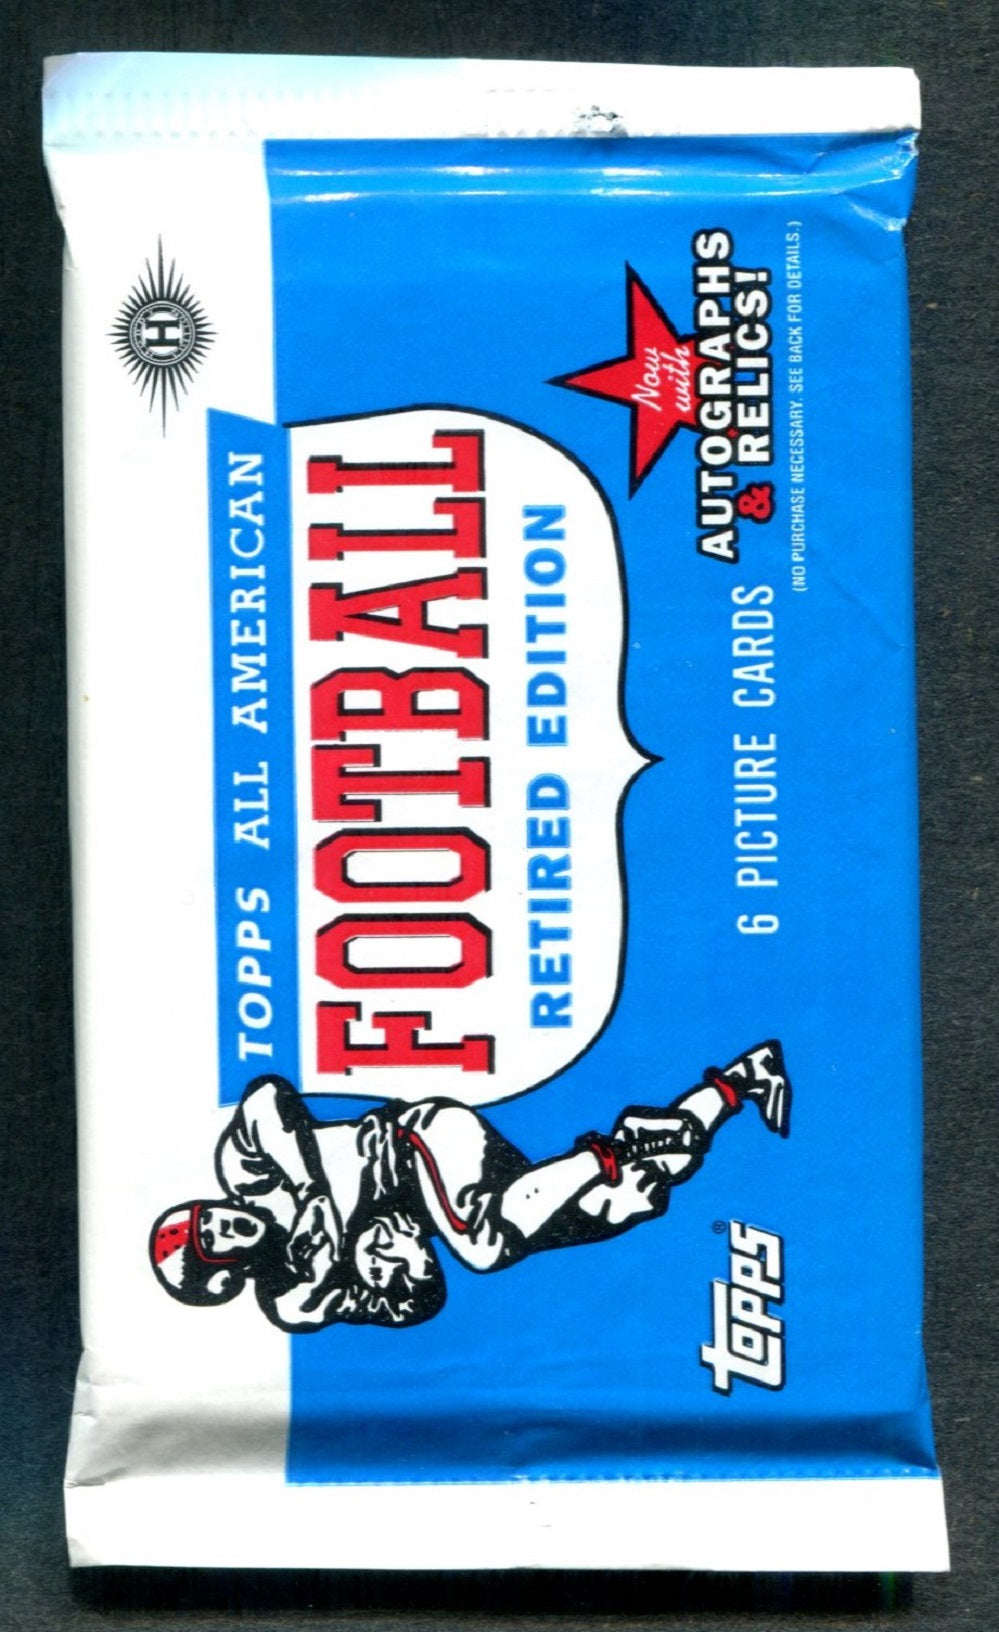 H
TOPPS ALL AMERICAN
FOOTBALL
RETIRED EDITION
Now
with
AUTOGRAPHS
& RELICS!
6 PICTURE CARDS
(NO PURCHASE NECESSARY. SEE BACK FOR DETAILS.)
Topps®